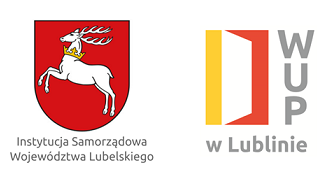 Instytucja Samorządowa
Województwa Lubelskiego
WUP
w Lublinie